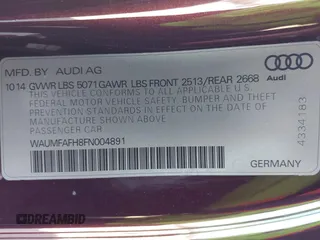 MFD. BY AUDI AG
10 14 GVWR LBS 5071 GAWR LBS FRONT 2513/REAR 2668
THIS VEHICLE CONFORMS TO ALL APPLICABLE U.S.
FEDERAL MOTOR VEHICLE SAFETY, BUMPER AND THEFT
PREVENTION STANDARDS IN EFFECT ON THE DATE OF
MANUFACTURE SHOWN ABOVE
PASSENGER CAR
WAUMFAFH8FN004891
Audi
4334183
GERMANY
DREAMBID